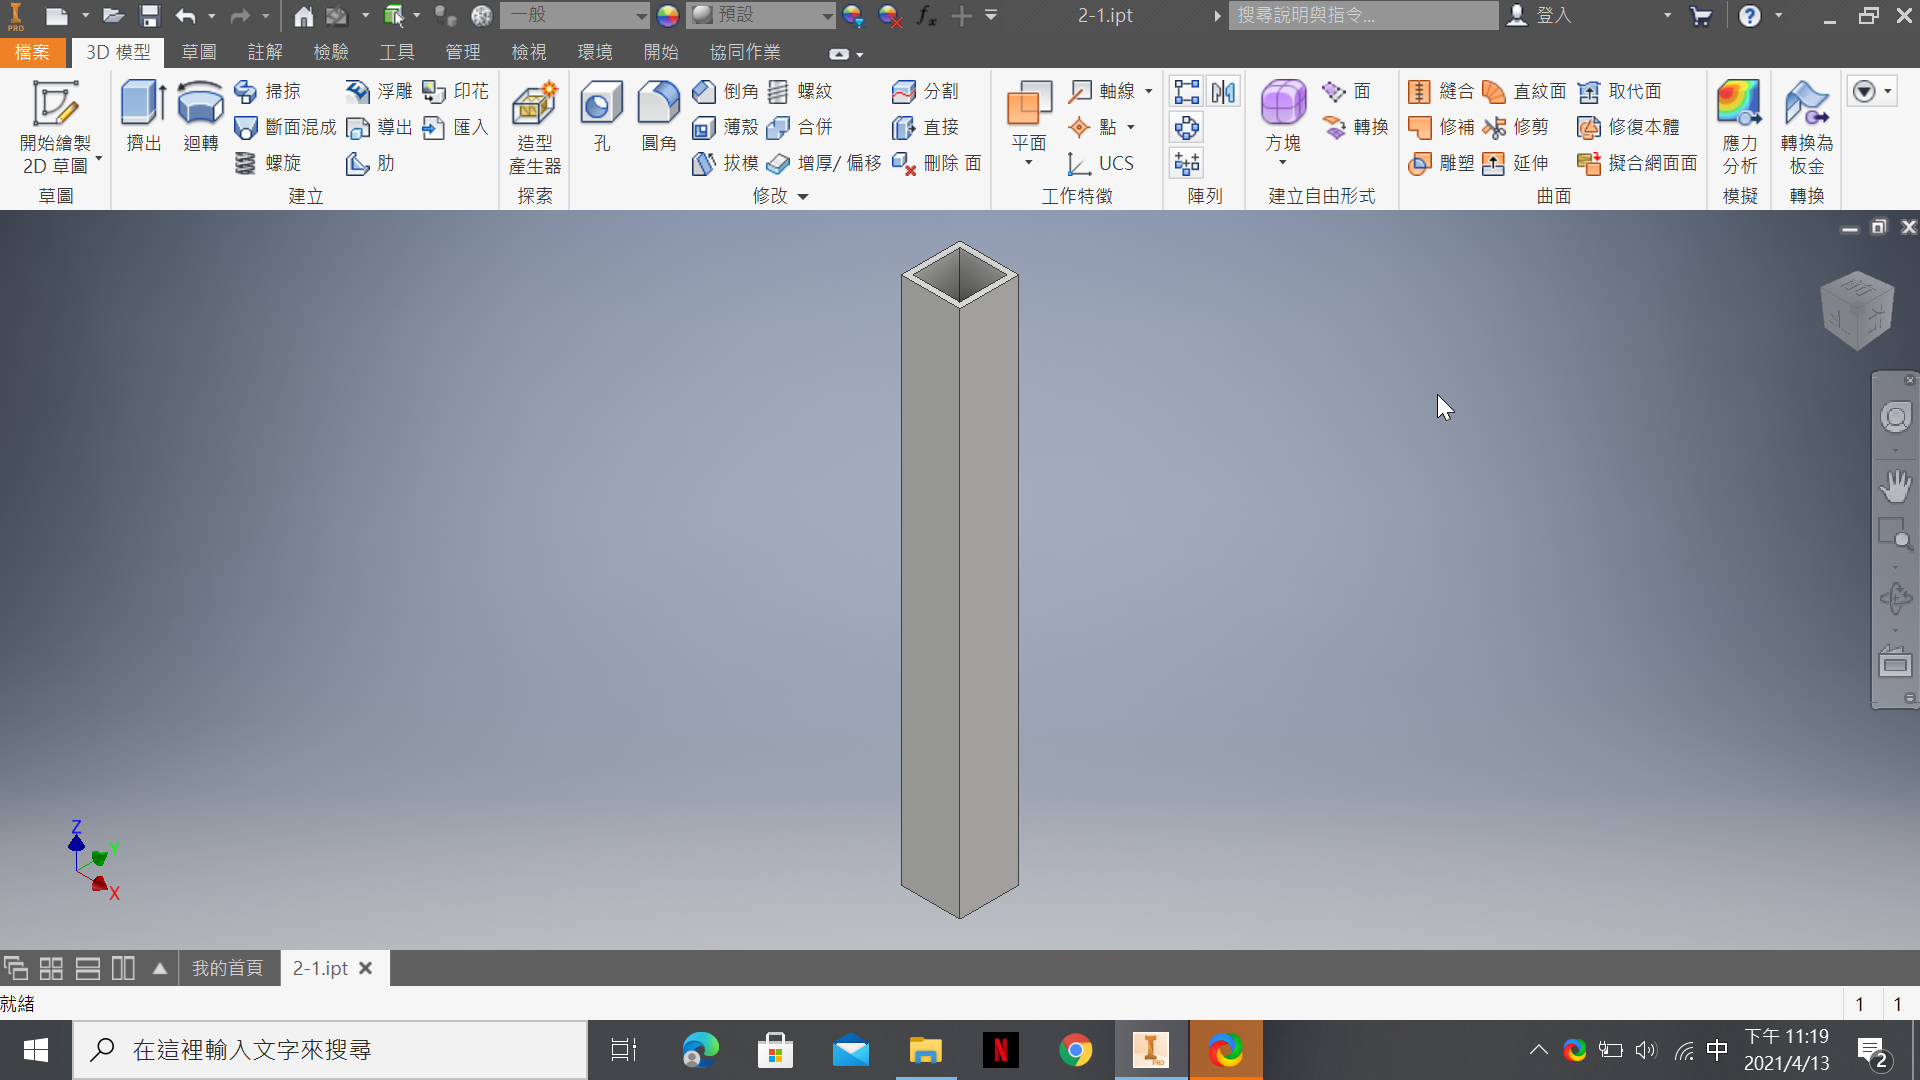 PRO 一般 預設 2-1.ipt 搜尋說明與指令... 登入
檔案 3D 模型 草圖 註解 檢驗 工具 管理 檢視 環境 開始 協同作業
開始繪製
2D 草圖
草圖
擠出 迴轉 掃掠 浮雕 印花
斷面混成 導出 匯入
螺旋 肋
建立
造型
產生器
探索
孔 圓角 倒角 螺紋 分割
薄殼 合併 直接
拔模 增厚/ 偏移 刪除 面
修改
平面 軸線
點
UCS
工作特徵
陣列
方塊 面
轉換
建立自由形式
縫合 直紋面 取代面
修補 修剪 修復本體
雕塑 延伸 擬合網面面
曲面
應力
分析
模擬
轉換為
板金
轉換
Z
Y
X
我的首頁 2-1.ipt
就緒 1 1
在這裡輸入文字來搜尋
N
PRO
中
下午 11:19
2021/4/13
2